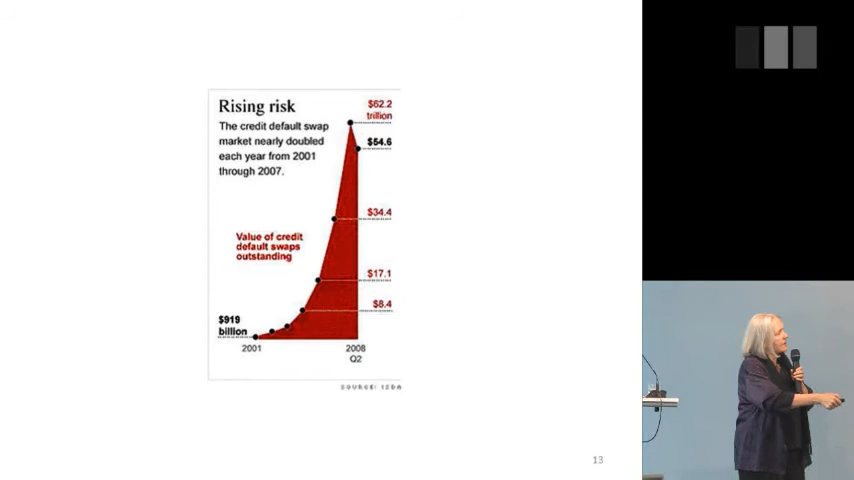 Rising risk
The credit default swap
market nearly doubled
each year from 2001
through 2007.
$62.2
trillion
$54.6
$34.4
Value of credit
default swaps
outstanding
$17.1
$8.4
$919
billion
2001
2008
Q2
SOURCE: ISDA
13